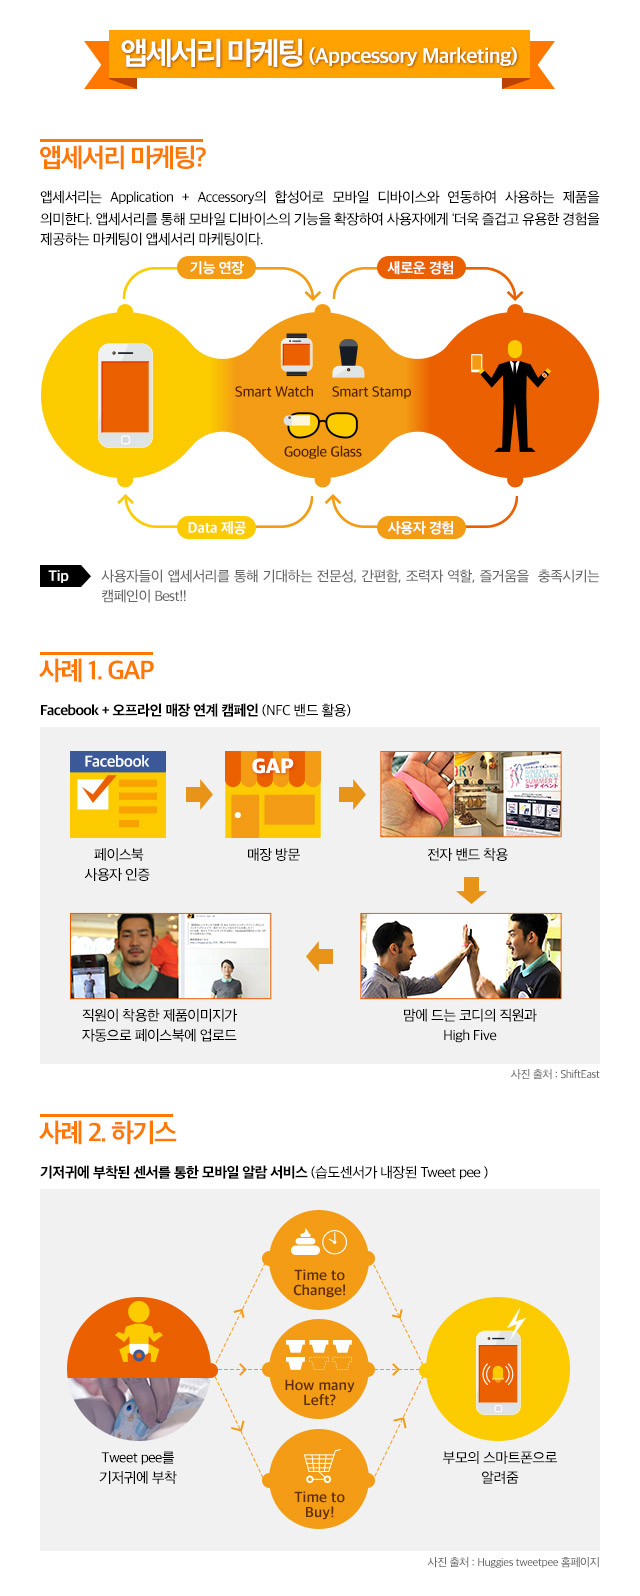 앱세서리 마케팅 (Appcessory Marketing)
앱세서리 마케팅?
앱세서리는 Application + Accessory의 합성어로 모바일 디바이스와 연동하여 사용하는 제품을
의미한다. 앱세서리를 통해 모바일 디바이스의 기능을 확장하여 사용자에게 ‘더욱 즐겁고 유용한 경험을
제공하는 마케팅이 앱세서리 마케팅이다.
기능 연장
새로운 경험
Smart Watch
Smart Stamp
Google Glass
Data 제공
사용자 경험
Tip
사용자들이 앱세서리를 통해 기대하는 전문성, 간편함, 조력자 역할, 즐거움을 충족시키는
캠페인이 Best!!
사례 1. GAP
Facebook + 오프라인 매장 연계 캠페인 (NFC 밴드 활용)
Facebook
GAP
페이스북
사용자 인증
매장 방문
전자 밴드 착용
직원이 착용한 제품이미지가
자동으로 페이스북에 업로드
맘에 드는 코디의 직원과
High Five
사진 출처 : ShiftEast
사례 2. 하기스
기저귀에 부착된 센서를 통한 모바일 알람 서비스 (습도센서가 내장된 Tweet pee )
Time to
Change!
How many
Left?
Time to
Buy!
Tweet pee를
기저귀에 부착
부모의 스마트폰으로
알려줌
사진 출처 : Huggies tweetpee 홈페이지